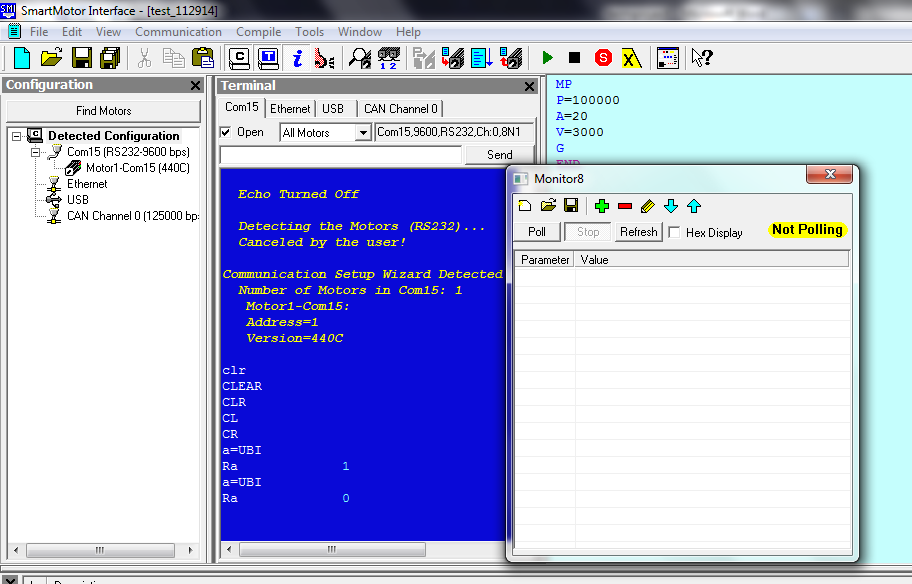 SmartMotor Interface - [test_112914]
File Edit View Communication Compile Tools Window Help
Configuration
Find Motors
Detected Configuration
Com15 (RS232-9600 bps)
Motor1-Com15 (440C)
Ethernet
USB
CAN Channel 0 (125000 bp:
Terminal
Com15 Ethernet USB CAN Channel 0
Open All Motors Com15,9600,RS232,Ch:0,8N1
Send
Echo Turned Off
Detecting the Motors (RS232)...
Canceled by the user!
Communication Setup Wizard Detected
Number of Motors in Com15: 1
Motor1-Com15:
Address=1
Version=440C
clr
CLEAR
CLR
CL
CR
a=UBI
Ra 1
a=UBI
Ra 0
MP
P=100000
A=20
V=3000
G
END
Monitor8
Poll Stop Refresh Hex Display Not Polling
Parameter Value